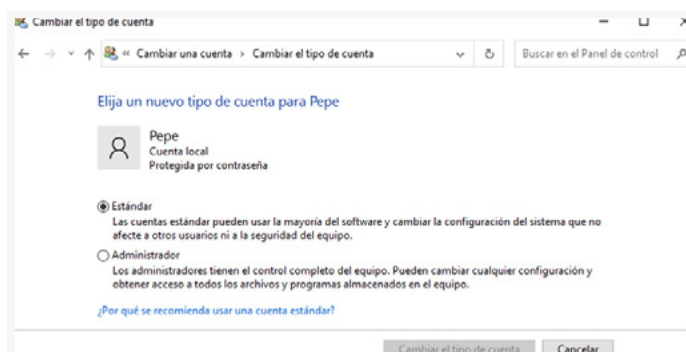 Cambiar el tipo de cuenta
« Cambiar una cuenta > Cambiar el tipo de cuenta
Buscar en el Panel de control
Elija un nuevo tipo de cuenta para Pepe
Pepe
Cuenta local
Protegida por contraseña
Estándar
Las cuentas estándar pueden usar la mayoría del software y cambiar la configuración del sistema que no
afecte a otros usuarios ni a la seguridad del equipo.
Administrador
Los administradores tienen el control completo del equipo. Pueden cambiar cualquier configuración y
obtener acceso a todos los archivos y programas almacenados en el equipo.
¿Por qué se recomienda usar una cuenta estándar?
Cambiar el tipo de cuenta Cancelar